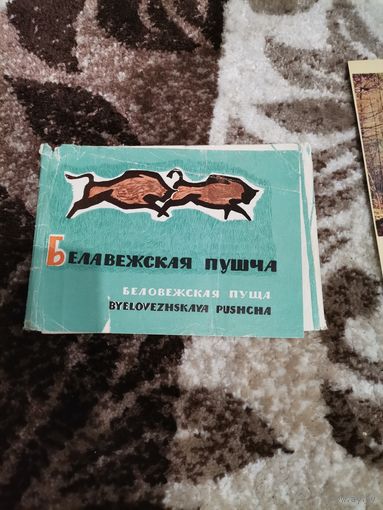 БЕЛАВЕЖСКАЯ ПУШЧА
БЕЛОВЕЖСКАЯ ПУЩА
BYELOVEZHSKAYA PUSHCHA